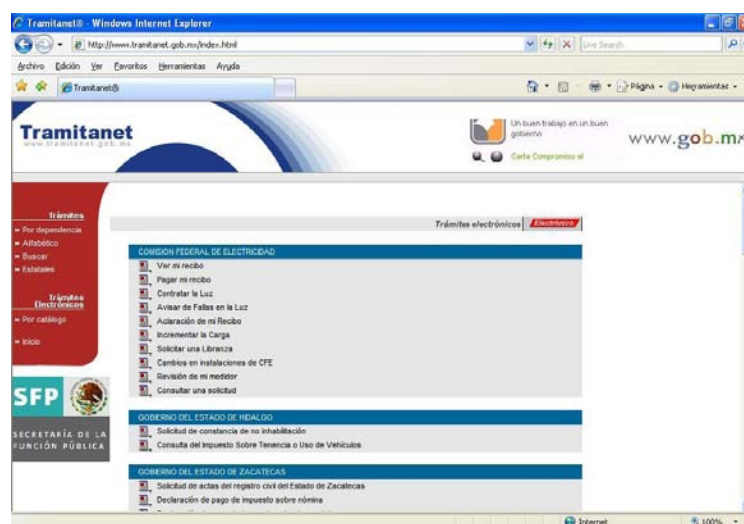 Tramitanet® - Windows Internet Explorer
http://www.tramitanet.gob.mx/index.html
Live Search
Archivo Edición Ver Favoritos Herramientas Ayuda
Tramitanet®
Página
Herramientas
Tramitanet
www.tramitanet.gob.mx
Un buen trabajo en un buen
gobierno
Carta Compromiso al
www.gob.mx
Trámites
Por dependencia
Alfabético
Buscar
Estatales
Trámites
Electrónicos
Por catálogo
Inicio
SFP
SECRETARÍA DE LA
FUNCIÓN PÚBLICA
Trámites electrónicos Electrónico
COMISION FEDERAL DE ELECTRICIDAD
Ver mi recibo
Pagar mi recibo
Contratar la Luz
Avisar de Fallas en la Luz
Aclaración de mi Recibo
Incrementar la Carga
Solicitar una Libranza
Cambios en instalaciones de CFE
Revisión de mi medidor
Consultar una solicitud
GOBIERNO DEL ESTADO DE HIDALGO
Solicitud de constancia de no inhabilitación
Consulta del Impuesto Sobre Tenencia o Uso de Vehículos
GOBIERNO DEL ESTADO DE ZACATECAS
Solicitud de actas del registro civil del Estado de Zacatecas
Declaración de pago de impuesto sobre nómina
Internet
100%